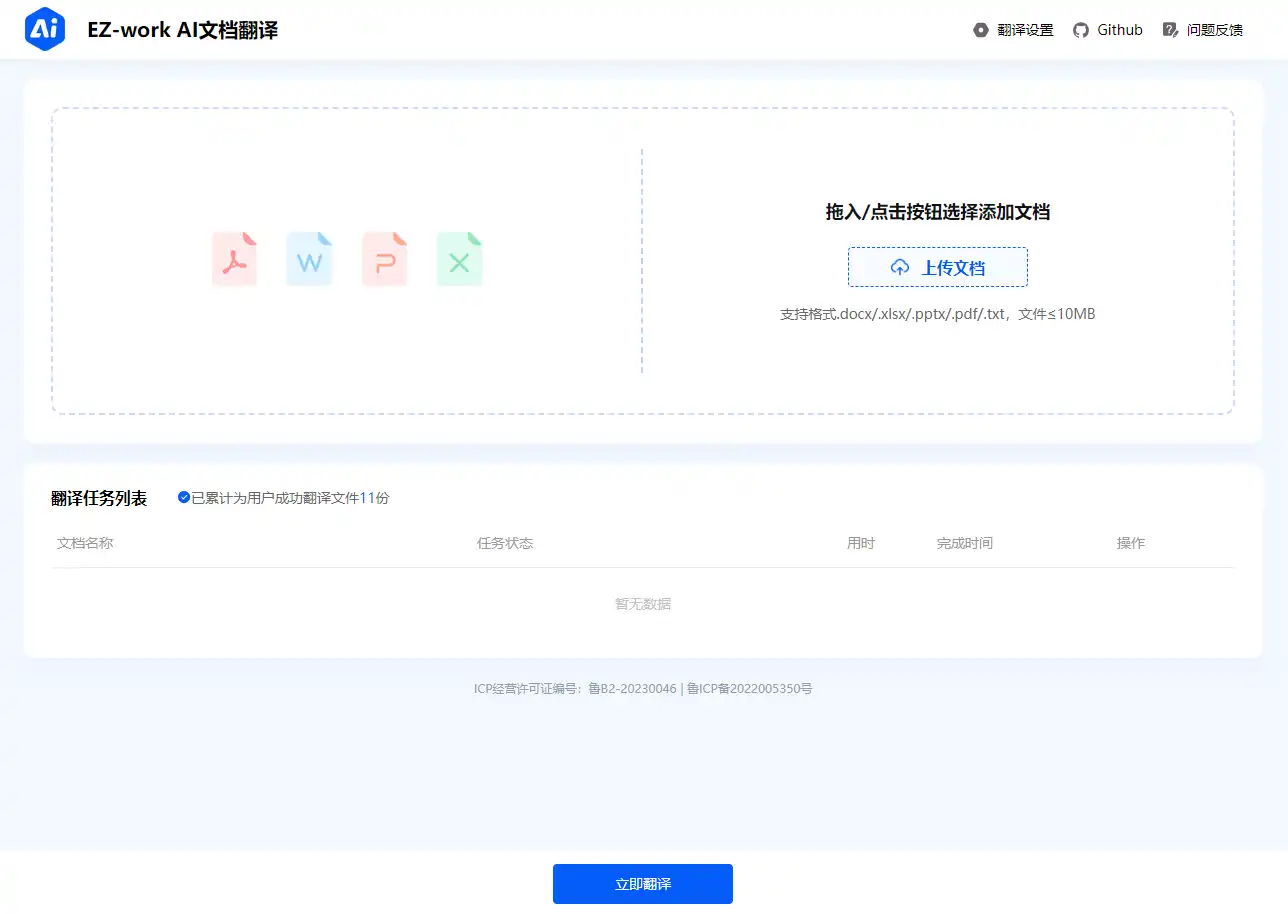 Ai EZ-work AI文档翻译 翻译设置 Github 问题反馈
拖入/点击按钮选择添加文档
W P X
上传文档
支持格式.docx/.xlsx/.pptx/.pdf/.txt，文件≤10MB
翻译任务列表 已累计为用户成功翻译文件11份
文档名称 任务状态 用时 完成时间 操作
暂无数据
ICP经营许可证编号：鲁B2-20230046 | 鲁ICP备2022005350号
立即翻译